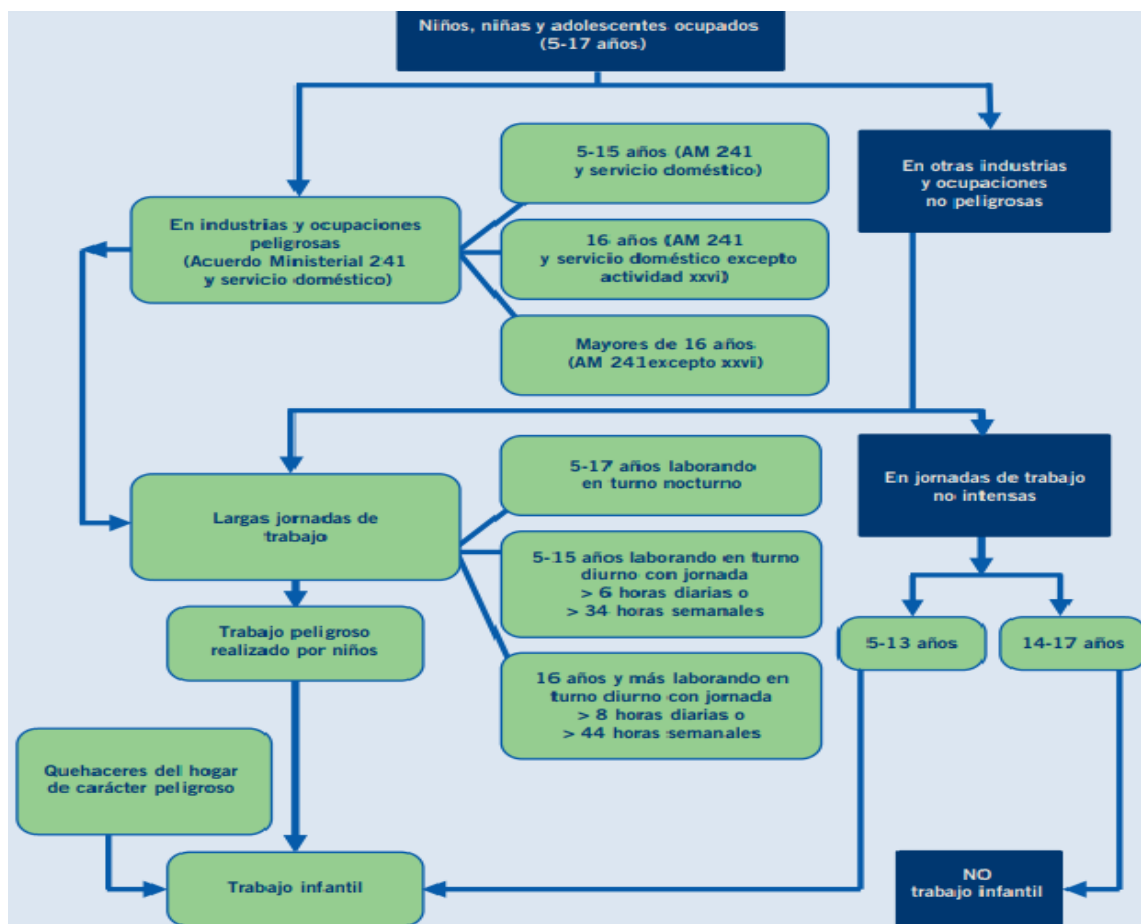 Niños, niñas y adolescentes ocupados
(5-17 años)
5-15 años (AM 241
y servicio doméstico)
En otras industrias
y ocupaciones
no peligrosas
En industrias y ocupaciones
peligrosas
(Acuerdo Ministerial 241
y servicio doméstico)
16 años (AM 241
y servicio doméstico excepto
actividad xxvi)
Mayores de 16 años
(AM 241excepto xxvii)
5-17 años laborando
en turno nocturno
En jornadas de trabajo
no intensas
Largas jornadas de
trabajo
5-15 años laborando en turno
diurno con jornada
> 6 horas diarias o
> 34 horas semanales
Trabajo peligroso
realizado por niños
5-13 años
14-17 años
16 años y más laborando en
turno diurno con jornada
> 8 horas diarias o
> 44 horas semanales
Quehaceres del hogar
de carácter peligroso
Trabajo infantil
NO
trabajo infantil